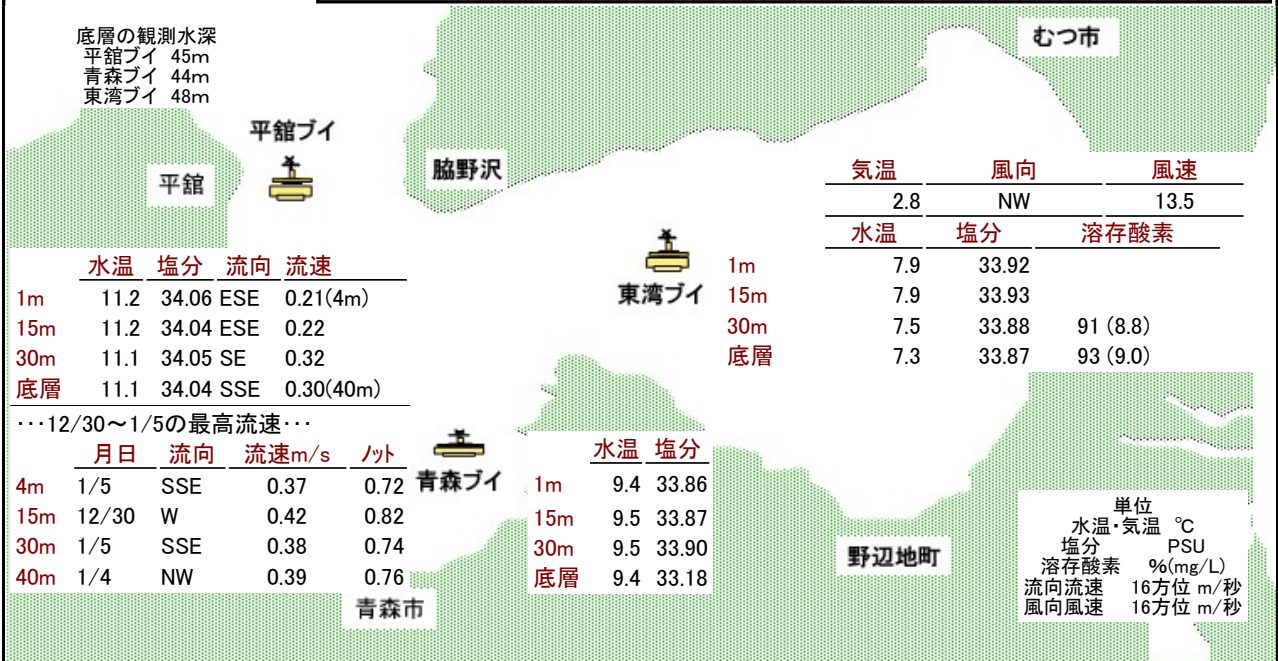 底層の観測水深
平舘ブイ 45m
青森ブイ 44m
東湾ブイ 48m
むつ市
平舘ブイ
脇野沢
平舘
気温 風向 風速
2.8 NW 13.5
水温 塩分 溶存酸素
1m 7.9 33.92
15m 7.9 33.93
30m 7.5 33.88 91 (8.8)
底層 7.3 33.87 93 (9.0)
東湾ブイ
水温 塩分 流向 流速
1m 11.2 34.06 ESE 0.21(4m)
15m 11.2 34.04 ESE 0.22
30m 11.1 34.05 SE 0.32
底層 11.1 34.04 SSE 0.30(40m)
･･･12/30～1/5の最高流速･･･
月日 流向 流速m/s ﾉｯﾄ
4m 1/5 SSE 0.37 0.72
15m 12/30 W 0.42 0.82
30m 1/5 SSE 0.38 0.74
40m 1/4 NW 0.39 0.76
青森ブイ
水温 塩分
1m 9.4 33.86
15m 9.5 33.87
30m 9.5 33.90
底層 9.4 33.18
青森市
野辺地町
単位
水温･気温 ℃
塩分 PSU
溶存酸素 %(mg/L)
流向流速 16方位 m/秒
風向風速 16方位 m/秒